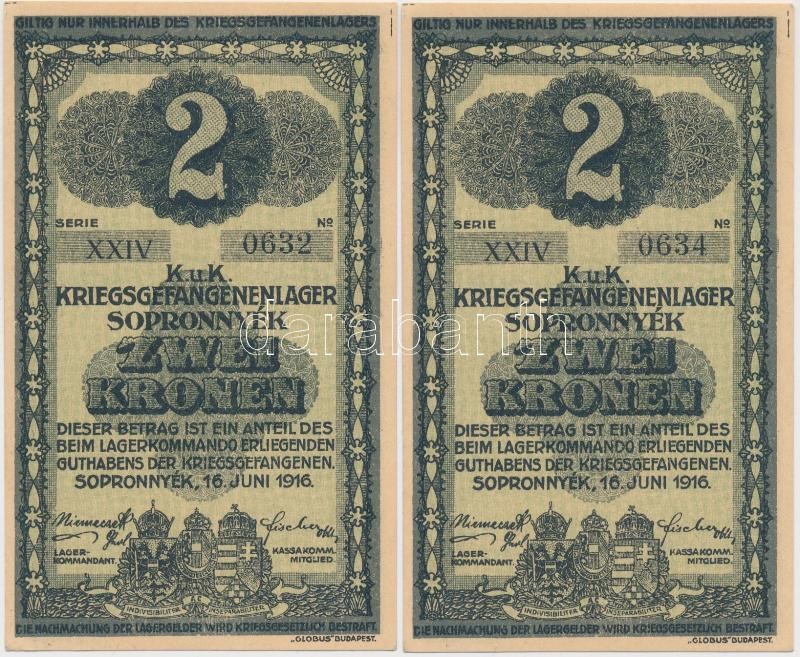 GILTIG NUR INNERHALB DES KRIEGSGEFANGENENLAGERS
2
SERIE No
XXIV 0632
K.u.K.
KRIEGSGEFANGENENLAGER
SOPRONNYÉK
ZWEI
KRONEN
DIESER BETRAG IST EIN ANTEIL DES
BEIM LAGERKOMMANDO ERLIEGENDEN
GUTHABENS DER KRIEGSGEFANGENEN.
SOPRONNYÉK, 16. JUNI 1916.
LAGER-
KOMMANDANT.
KASSAKOMM.
MITGLIED.
INDIVISIBILITER AC INSEPARABILITER
DIE NACHMACHUNG DER LAGERGELDER WIRD KRIEGSGESETZLICH BESTRAFT.
„GLOBUS" BUDAPEST.
GILTIG NUR INNERHALB DES KRIEGSGEFANGENENLAGERS
2
SERIE No
XXIV 0634
K.u.K.
KRIEGSGEFANGENENLAGER
SOPRONNYÉK
ZWEI
KRONEN
DIESER BETRAG IST EIN ANTEIL DES
BEIM LAGERKOMMANDO ERLIEGENDEN
GUTHABENS DER KRIEGSGEFANGENEN.
SOPRONNYÉK, 16. JUNI 1916.
LAGER-
KOMMANDANT.
KASSAKOMM.
MITGLIED.
INDIVISIBILITER AC INSEPARABILITER
DIE NACHMACHUNG DER LAGERGELDER WIRD KRIEGSGESETZLICH BESTRAFT.
„GLOBUS" BUDAPEST.
darabanth